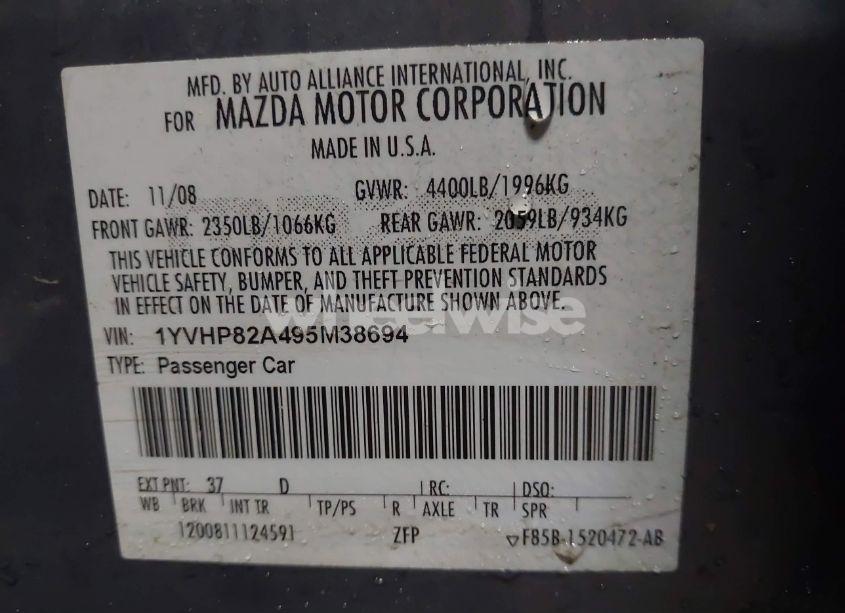 MFD. BY AUTO ALLIANCE INTERNATIONAL, INC.
FOR MAZDA MOTOR CORPORATION
MADE IN U.S.A.
DATE: 11/08 GVWR: 4400LB/1996KG
FRONT GAWR: 2350LB/1066KG REAR GAWR: 2059LB/934KG
THIS VEHICLE CONFORMS TO ALL APPLICABLE FEDERAL MOTOR
VEHICLE SAFETY, BUMPER, AND THEFT PREVENTION STANDARDS
IN EFFECT ON THE DATE OF MANUFACTURE SHOWN ABOVE.
wheelwise
VIN: 1YVHP82A495M38694
TYPE: Passenger Car
EXT PNT: 37 D RC: DSO:
WB BRK INT TR TP/PS R AXLE TR SPR
1200811124591 ZFP F85B-1520472-AB